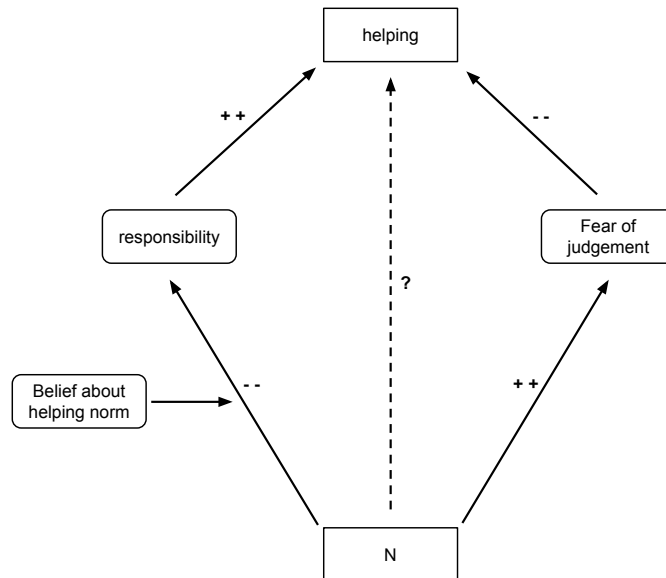 helping
+ +
- -
responsibility
Fear of
judgement
?
Belief about
helping norm
- -
+ +
N